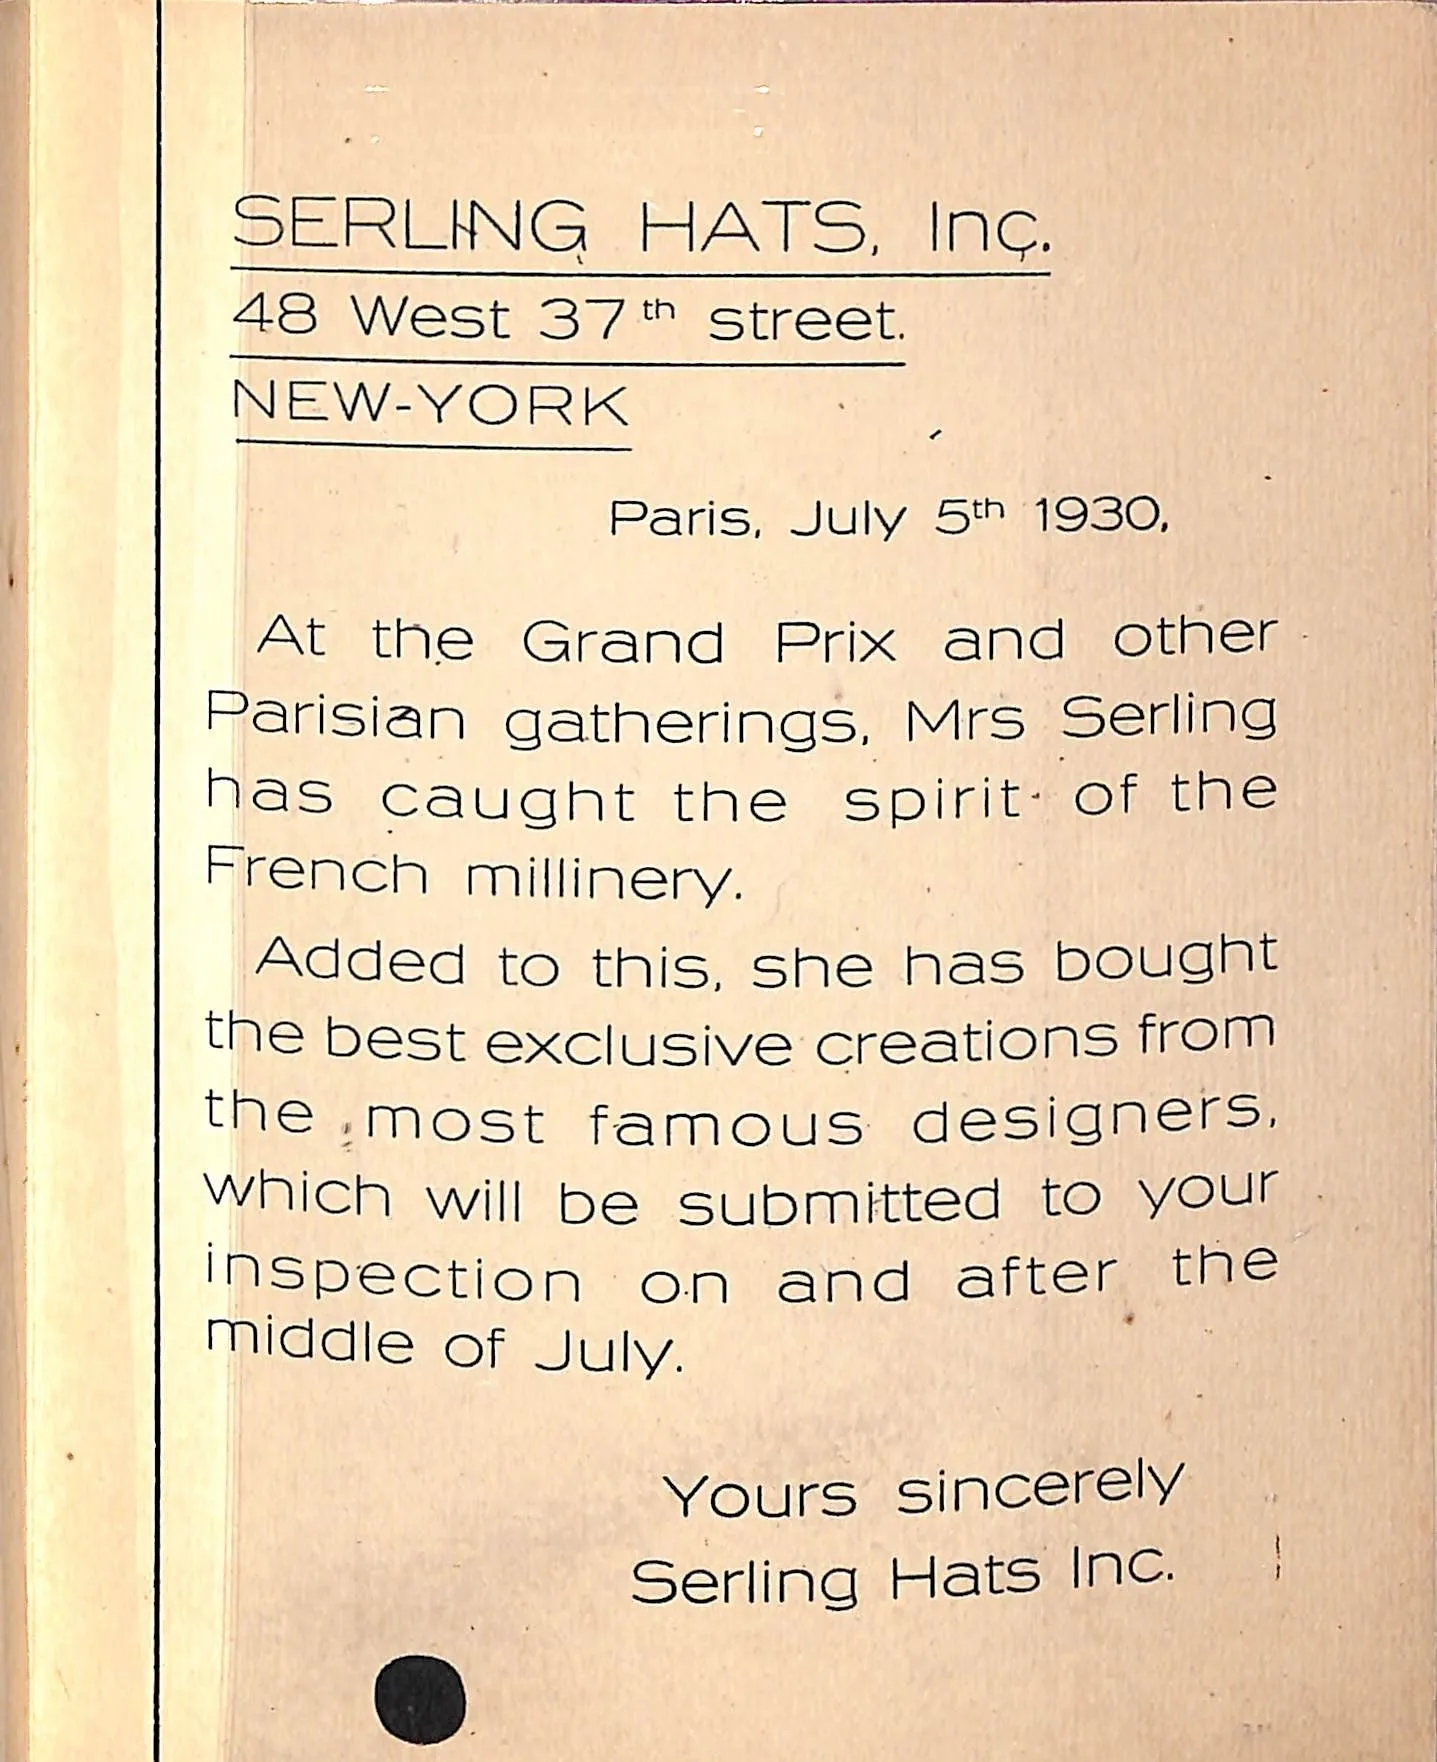 SERLING HATS, Inc.
48 West 37th street.
NEW-YORK
Paris, July 5th 1930,
At the Grand Prix and other
Parisian gatherings, Mrs Serling
has caught the spirit of the
French millinery.
Added to this, she has bought
the best exclusive creations from
the most famous designers,
which will be submitted to your
inspection on and after the
middle of July.
Yours sincerely
Serling Hats Inc.